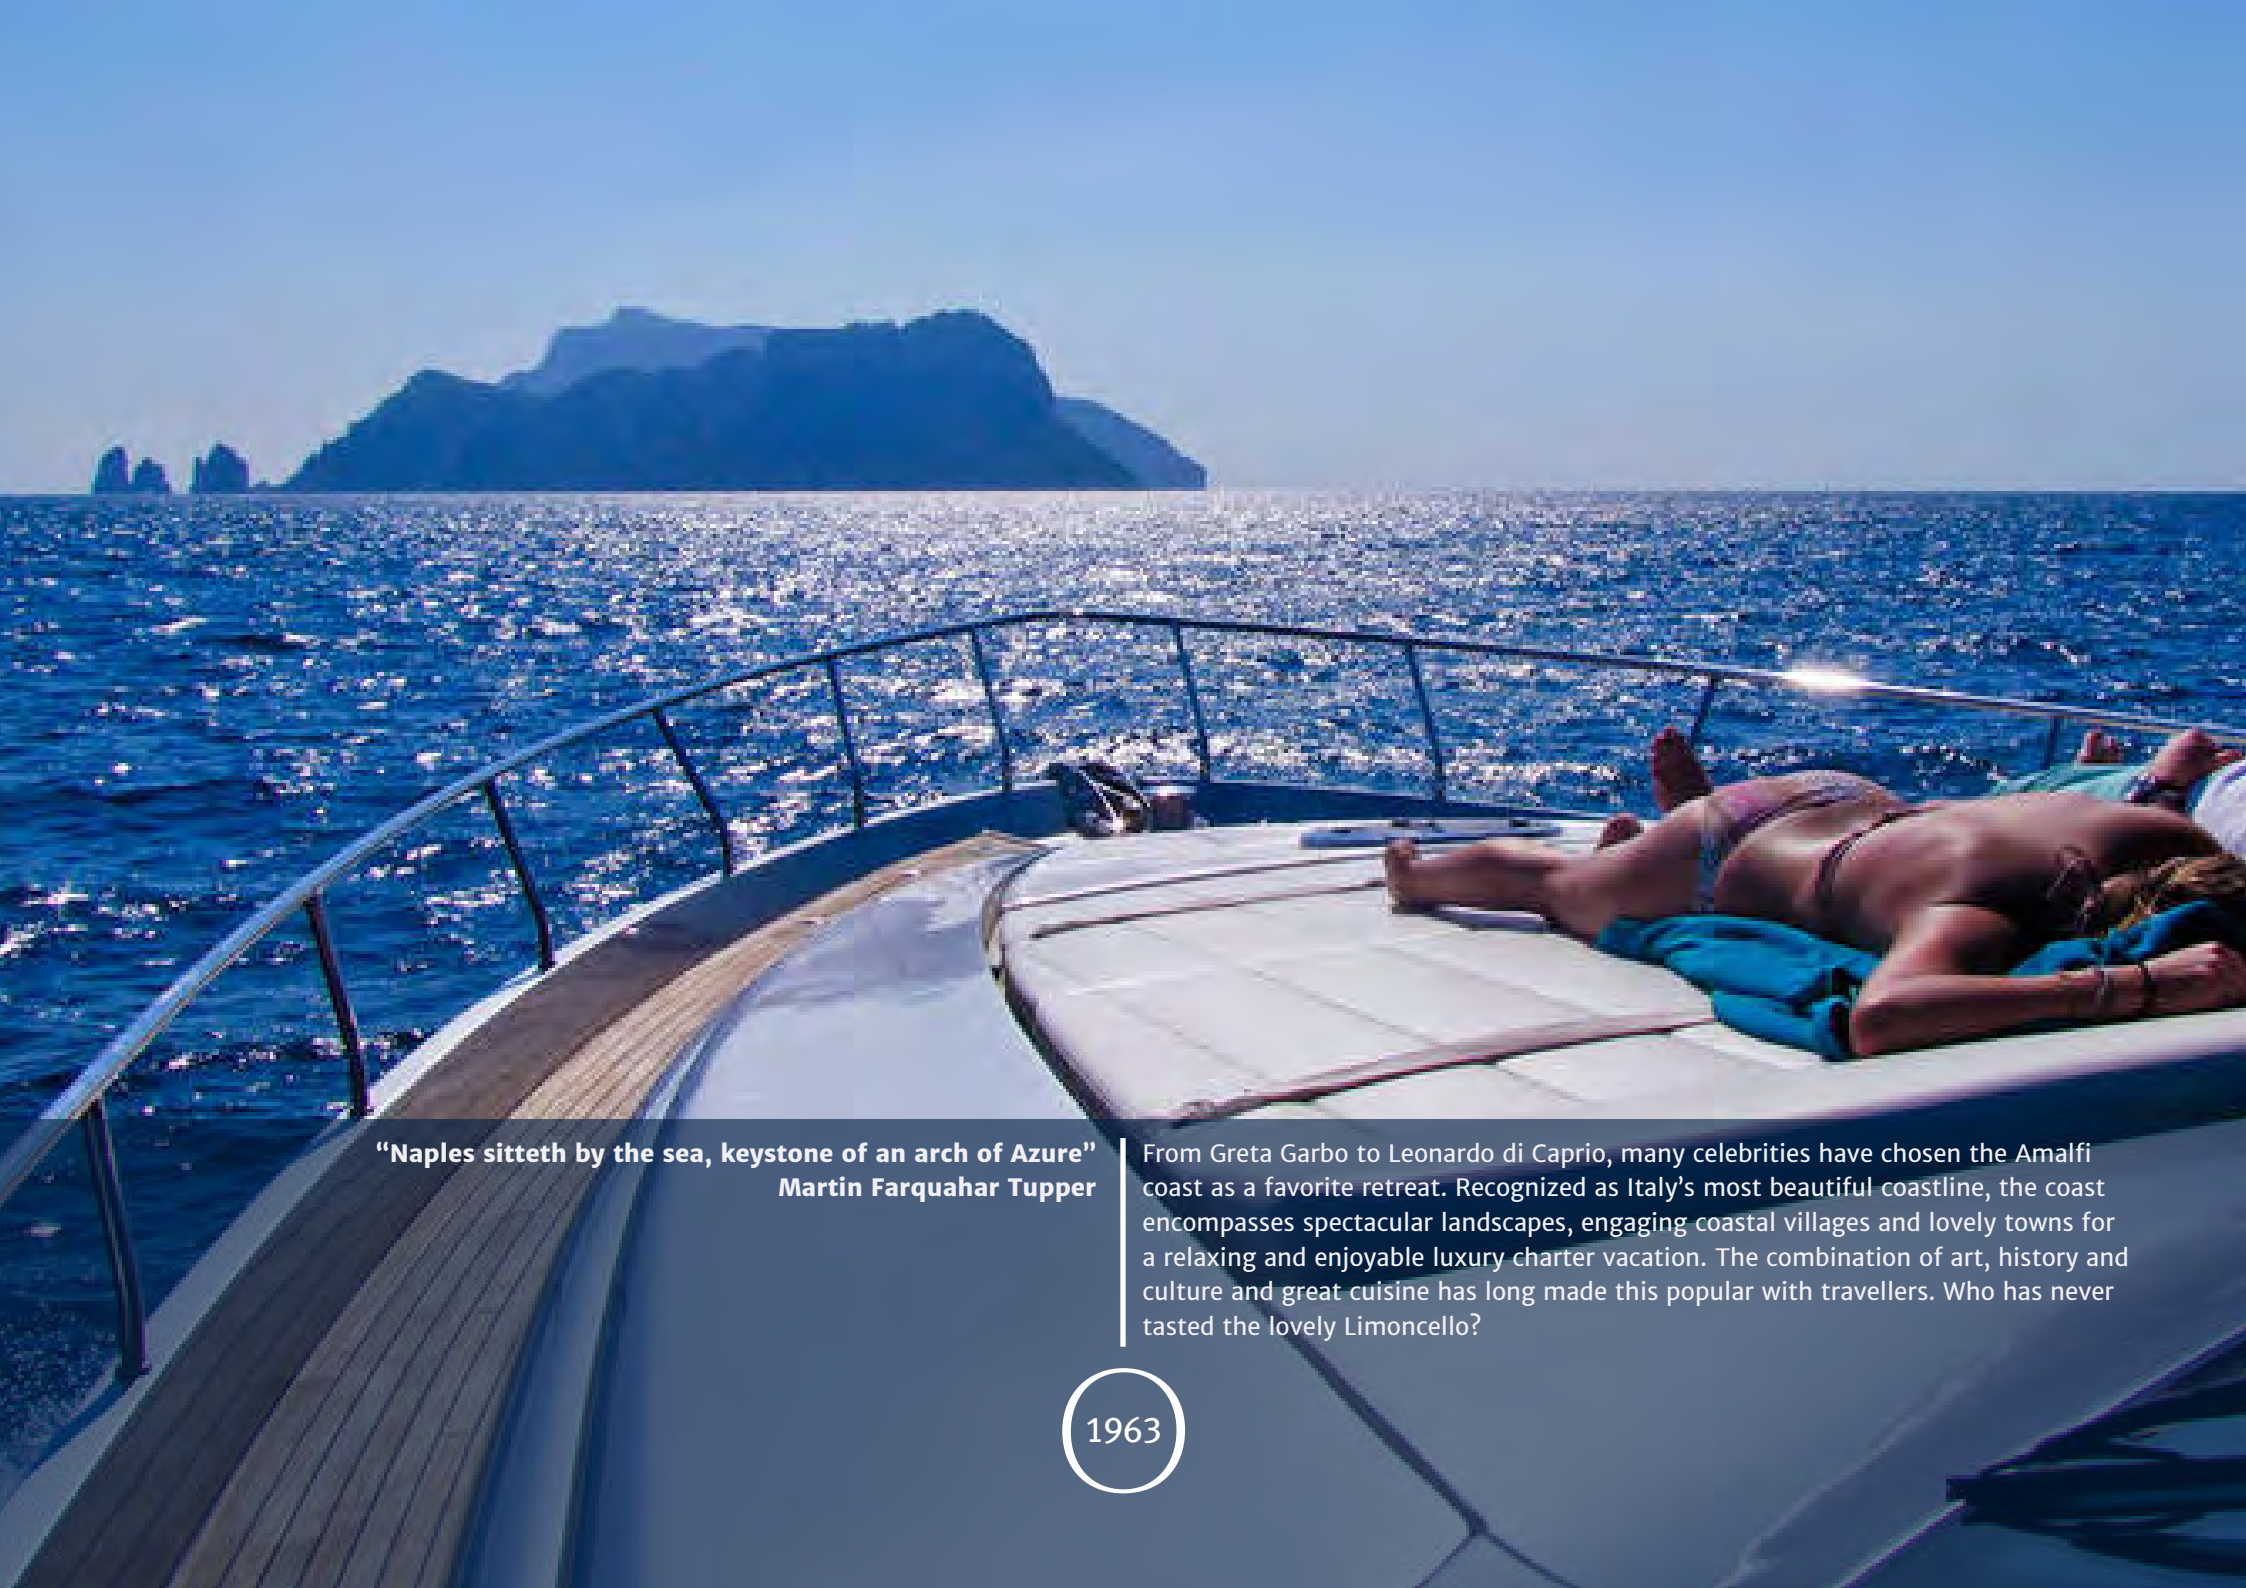 “Naples sitteth by the sea, keystone of an arch of Azure”
Martin Farquahar Tupper
From Greta Garbo to Leonardo di Caprio, many celebrities have chosen the Amalfi
coast as a favorite retreat. Recognized as Italy’s most beautiful coastline, the coast
encompasses spectacular landscapes, engaging coastal villages and lovely towns for
a relaxing and enjoyable luxury charter vacation. The combination of art, history and
culture and great cuisine has long made this popular with travellers. Who has never
tasted the lovely Limoncello?
1963